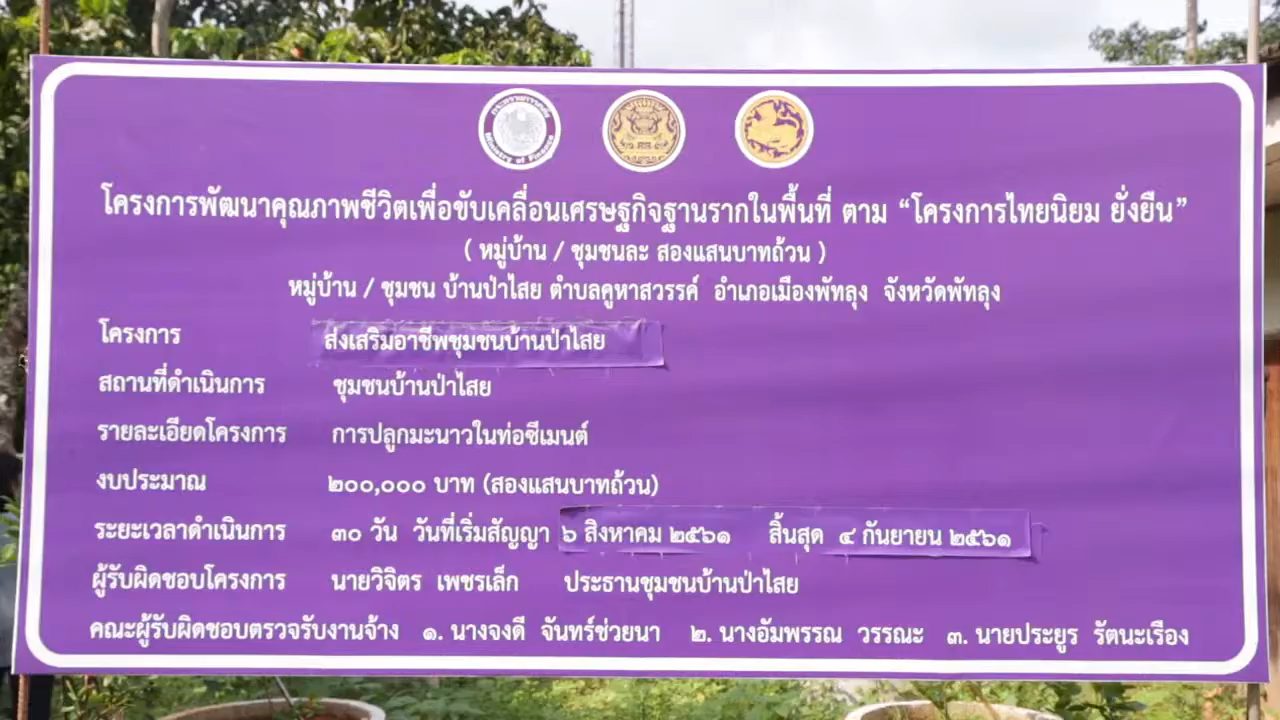 กระทรวงการคลัง
Ministry of Finance
โครงการพัฒนาคุณภาพชีวิตเพื่อขับเคลื่อนเศรษฐกิจฐานรากในพื้นที่ ตาม “โครงการไทยนิยม ยั่งยืน”
( หมู่บ้าน / ชุมชนละ สองแสนบาทถ้วน )
หมู่บ้าน / ชุมชน บ้านป่าไสย ตำบลคูหาสวรรค์ อำเภอเมืองพัทลุง จังหวัดพัทลุง
โครงการ ส่งเสริมอาชีพชุมชนบ้านป่าไสย
สถานที่ดำเนินการ ชุมชนบ้านป่าไสย
รายละเอียดโครงการ การปลูกมะนาวในท่อซีเมนต์
งบประมาณ ๒๐๐,๐๐๐ บาท (สองแสนบาทถ้วน)
ระยะเวลาดำเนินการ ๓๐ วัน วันที่เริ่มสัญญา ๖ สิงหาคม ๒๕๖๑ สิ้นสุด ๔ กันยายน ๒๕๖๑
ผู้รับผิดชอบโครงการ นายวิจิตร เพชรเล็ก ประธานชุมชนบ้านป่าไสย
คณะผู้รับผิดชอบตรวจรับงานจ้าง ๑. นางจงดี จันทร์ช่วยนา ๒. นางอัมพรรณ วรรณะ ๓. นายประยูร รัตนะเรือง